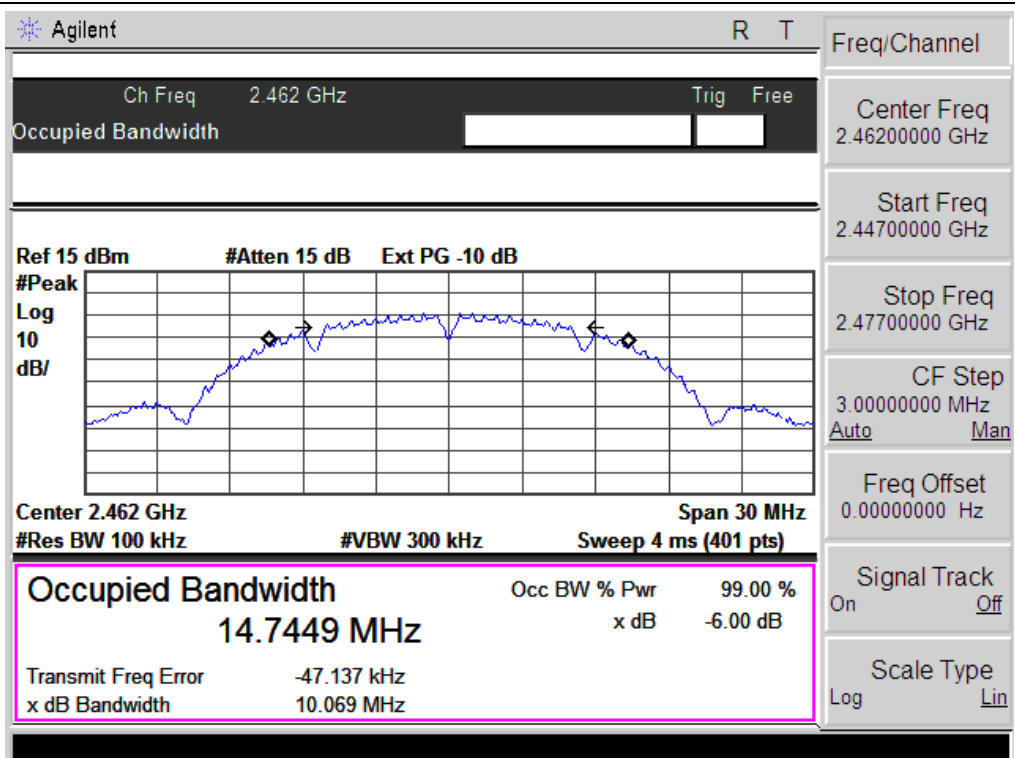 Agilent R T
Freq/Channel
Ch Freq 2.462 GHz Trig Free
Occupied Bandwidth
Center Freq
2.46200000 GHz
Start Freq
2.44700000 GHz
Stop Freq
2.47700000 GHz
CF Step
3.00000000 MHz
Auto Man
Freq Offset
0.00000000 Hz
Signal Track
On Off
Scale Type
Log Lin
Ref 15 dBm #Atten 15 dB Ext PG -10 dB
#Peak
Log
10
dB/
Center 2.462 GHz Span 30 MHz
#Res BW 100 kHz #VBW 300 kHz Sweep 4 ms (401 pts)
Occupied Bandwidth Occ BW % Pwr 99.00 %
14.7449 MHz x dB -6.00 dB
Transmit Freq Error -47.137 kHz
x dB Bandwidth 10.069 MHz